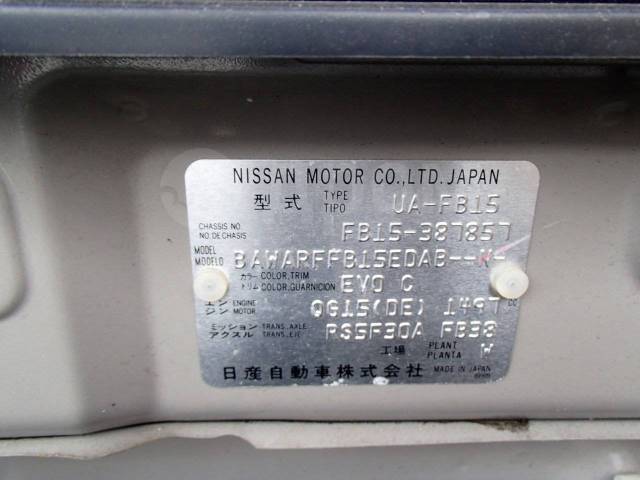 NISSAN MOTOR CO.,LTD. JAPAN
型式 TYPE TIPO UA-FB15
CHASSIS NO. NO.DE CHASIS FB15-387857
MODEL MODELO BAWARFFB15EDAB--K-
カラー COLOR,TRIM
トリム COLOR,GUARNICION EV0 C
エン ENGINE
ジン MOTOR QG15(DE) 1497 CC
ミッション TRANS.AXLE
アクスル TRANS.EJE RS5F30A FB38
工場 PLANT PLANTA W
日産自動車株式会社 MADE IN JAPAN